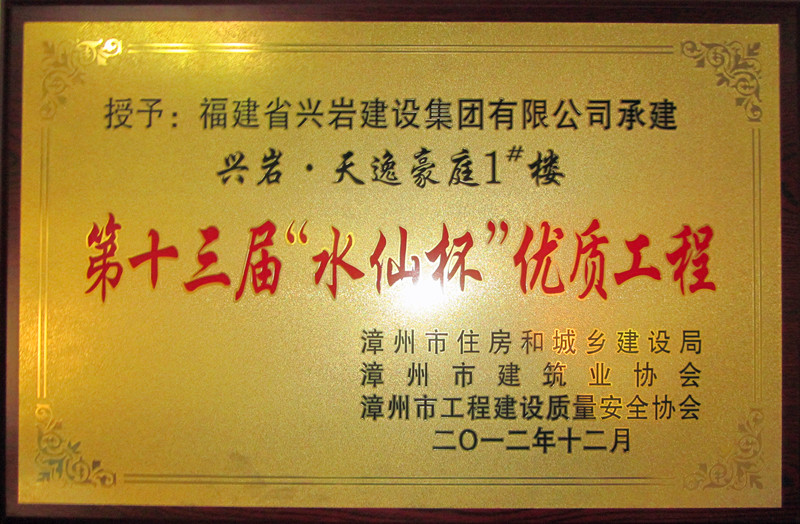 授予：福建省兴岩建设集团有限公司承建
兴岩·天逸豪庭1#楼
第十三届“水仙杯”优质工程
漳州市住房和城乡建设局
漳州市建筑业协会
漳州市工程建设质量安全协会
二〇一二年十二月